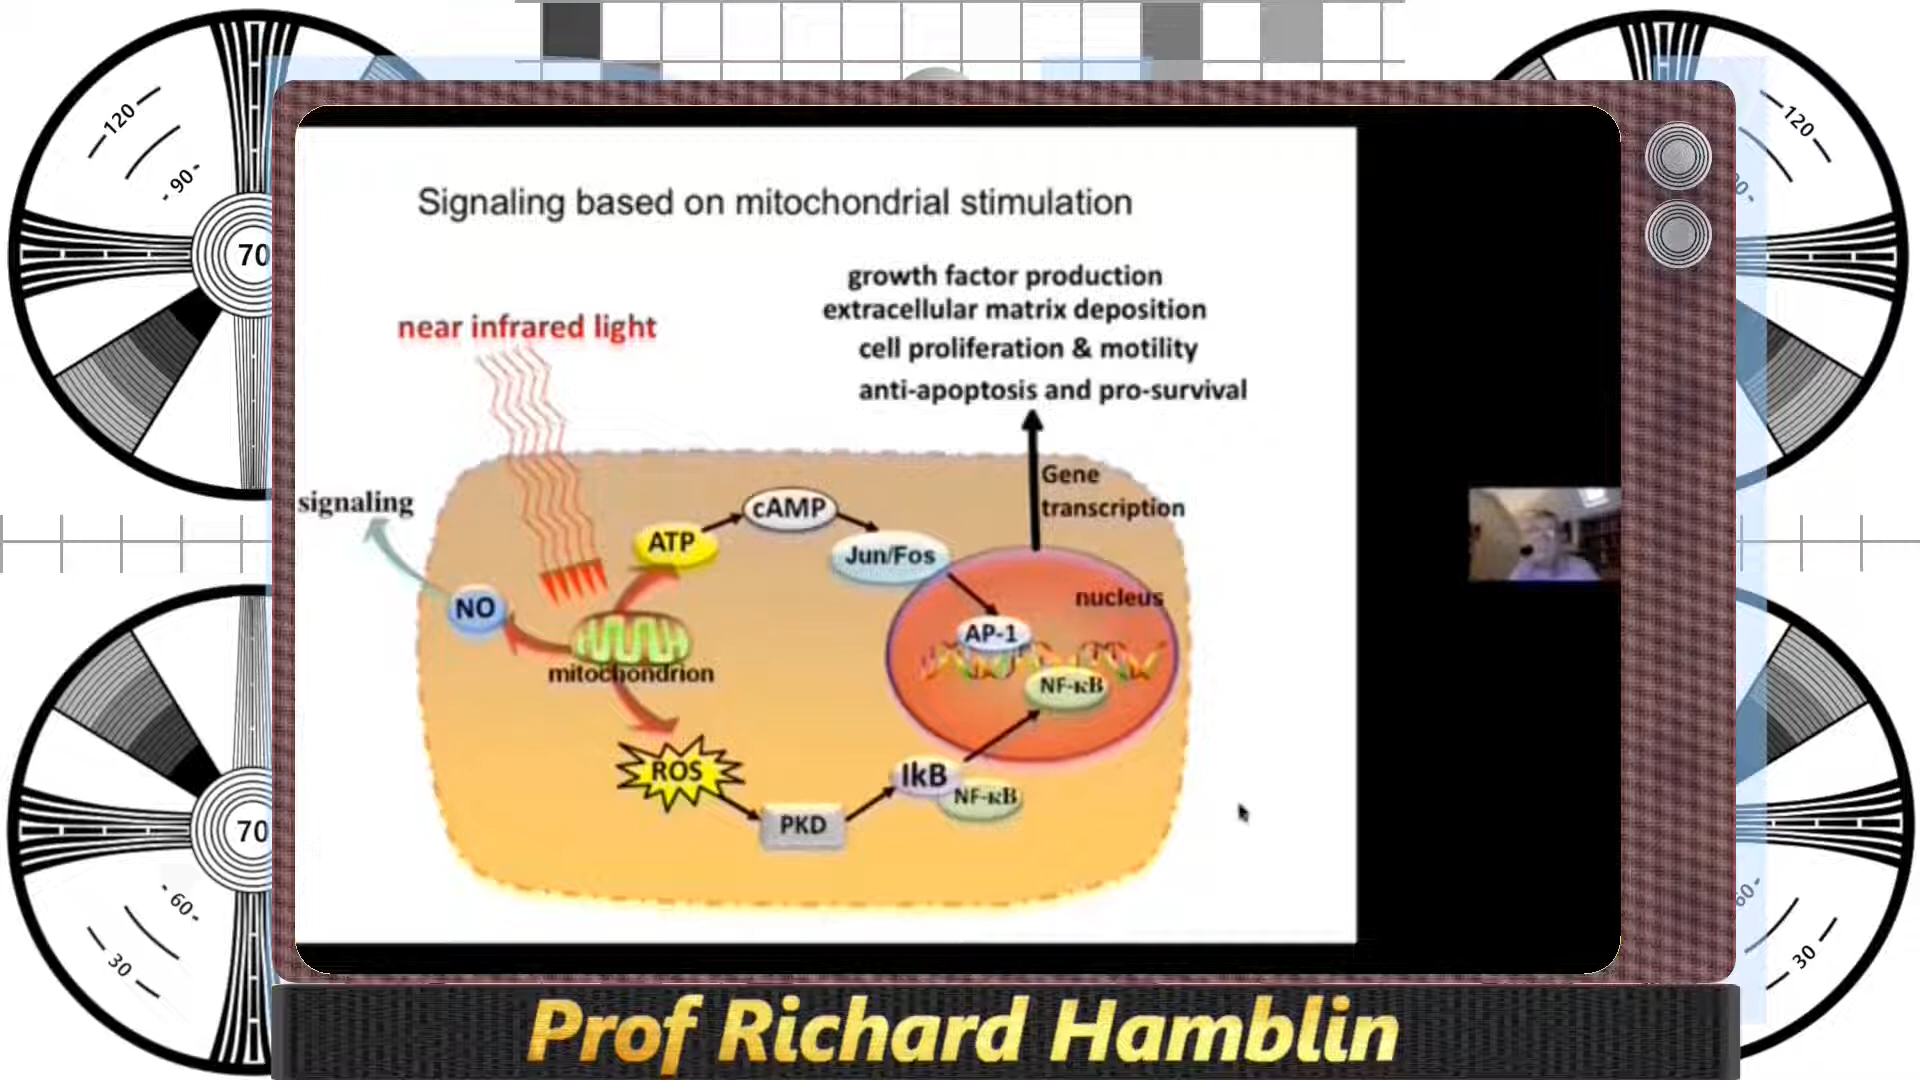 120
90
70
120
Signaling based on mitochondrial stimulation
growth factor production
extracellular matrix deposition
cell proliferation & motility
anti-apoptosis and pro-survival
near infrared light
Gene
transcription
signaling
cAMP
ATP
Jun/Fos
NO
nucleus
AP-1
mitochondrion
NF-κB
ROS
IkB
NF-κB
PKD
70
60
30
60
30
Prof Richard Hamblin